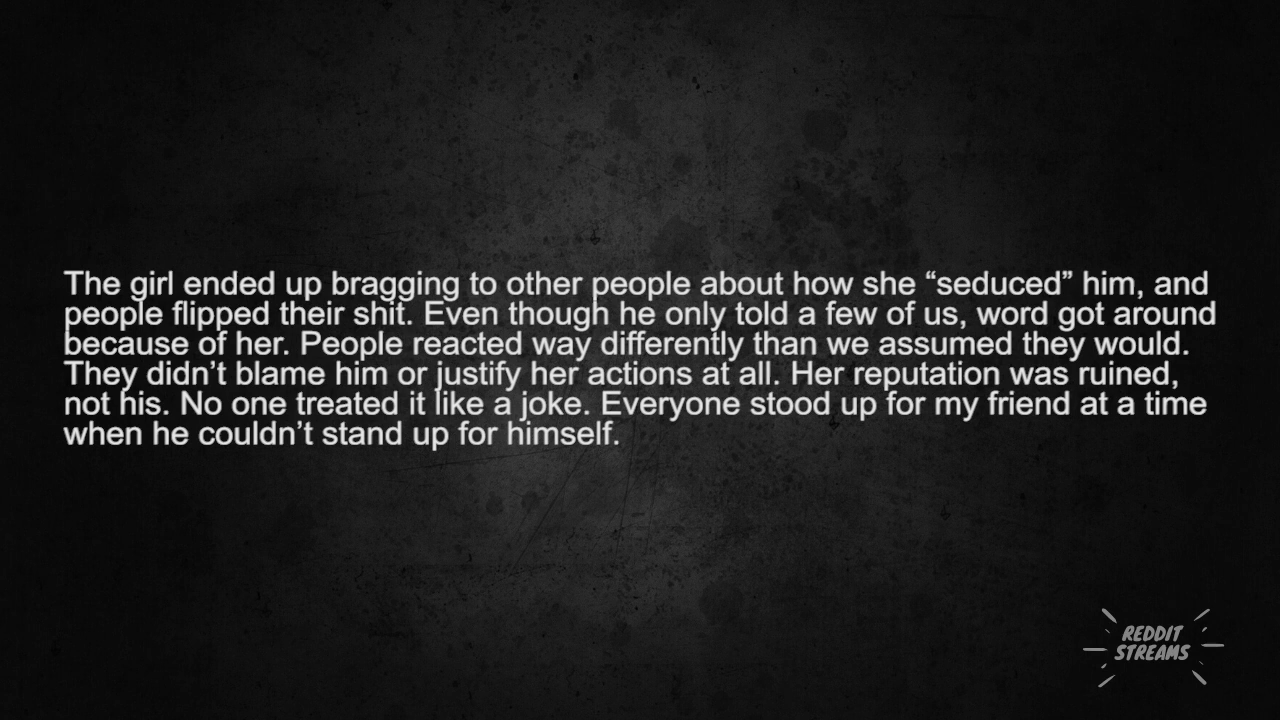 The girl ended up bragging to other people about how she “seduced” him, and
people flipped their shit. Even though he only told a few of us, word got around
because of her. People reacted way differently than we assumed they would.
They didn’t blame him or justify her actions at all. Her reputation was ruined,
not his. No one treated it like a joke. Everyone stood up for my friend at a time
when he couldn’t stand up for himself.
REDDIT
STREAMS